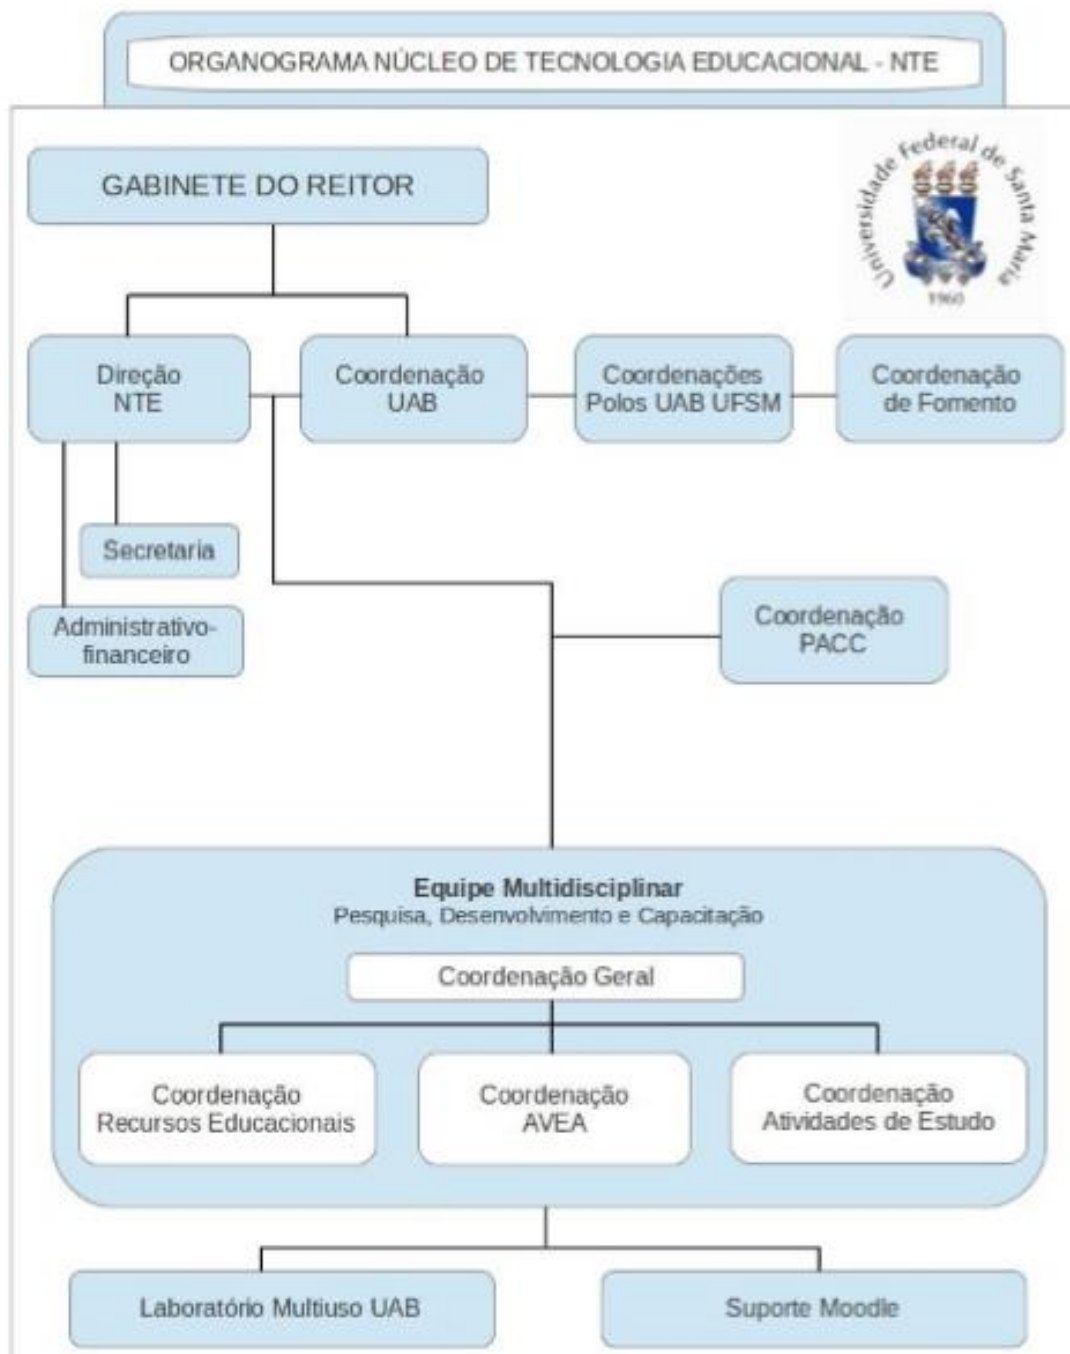 ORGANOGRAMA NÚCLEO DE TECNOLOGIA EDUCACIONAL - NTE
GABINETE DO REITOR
Universidade Federal de Santa Maria
1960
Direção
NTE
Coordenação
UAB
Coordenações
Polos UAB UFSM
Coordenação
de Fomento
Secretaria
Administrativo-
financeiro
Coordenação
PACC
Equipe Multidisciplinar
Pesquisa, Desenvolvimento e Capacitação
Coordenação Geral
Coordenação
Recursos Educacionais
Coordenação
AVEA
Coordenação
Atividades de Estudo
Laboratório Multiuso UAB
Suporte Moodle